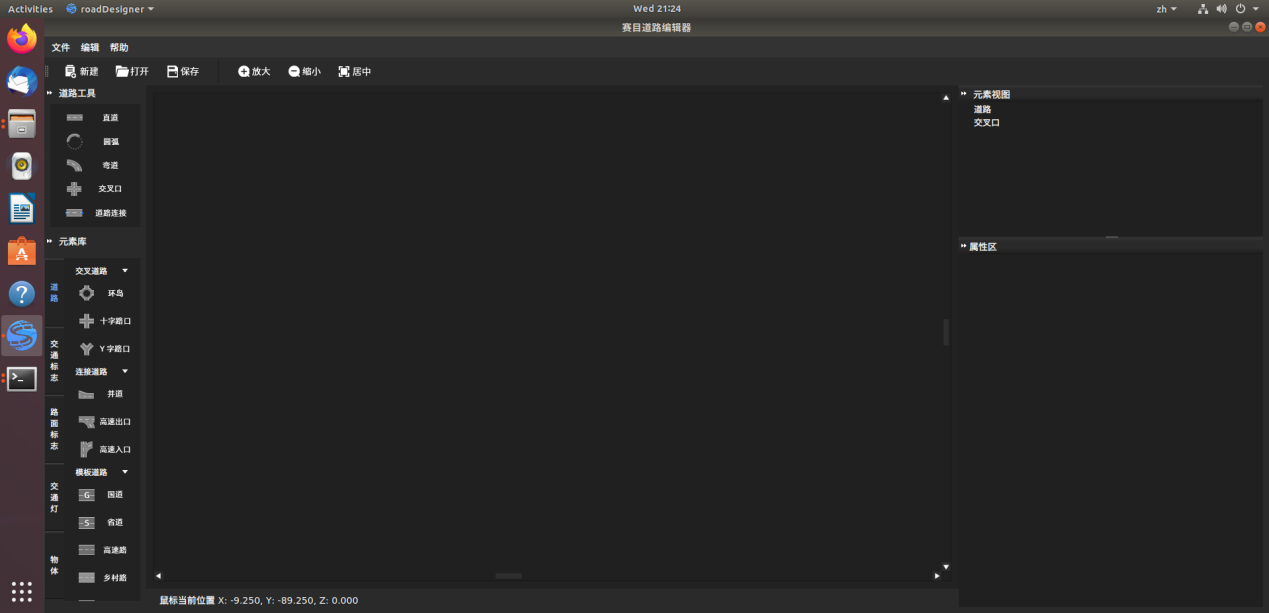 Activities roadDesigner Wed 21:24 zh
赛目道路编辑器
文件 编辑 帮助
新建 打开 保存 放大 缩小 居中
道路工具
直道
圆弧
弯道
交叉口
道路连接
元素库
道路
交通标志
路面标志
交通灯
物体
交叉道路
环岛
十字路口
Y 字路口
连接道路
并道
高速出口
高速入口
模板道路
G 国道
S 省道
高速路
乡村路
元素视图
道路
交叉口
属性区
鼠标当前位置 X: -9.250, Y: -89.250, Z: 0.000